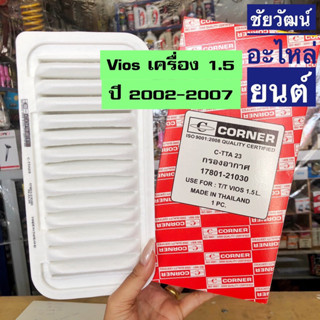 ชัยวัฒน์
อะไหล่
ยนต์
Vios เครื่อง 1.5
ปี 2002-2007
CORNER
ISO 9001:2008 QUALITY CERTIFIED
C-TTA 23
กรองอากาศ
17801-21030
USE FOR : T/T VIOS 1.5L.
MADE IN THAILAND
1 PC.